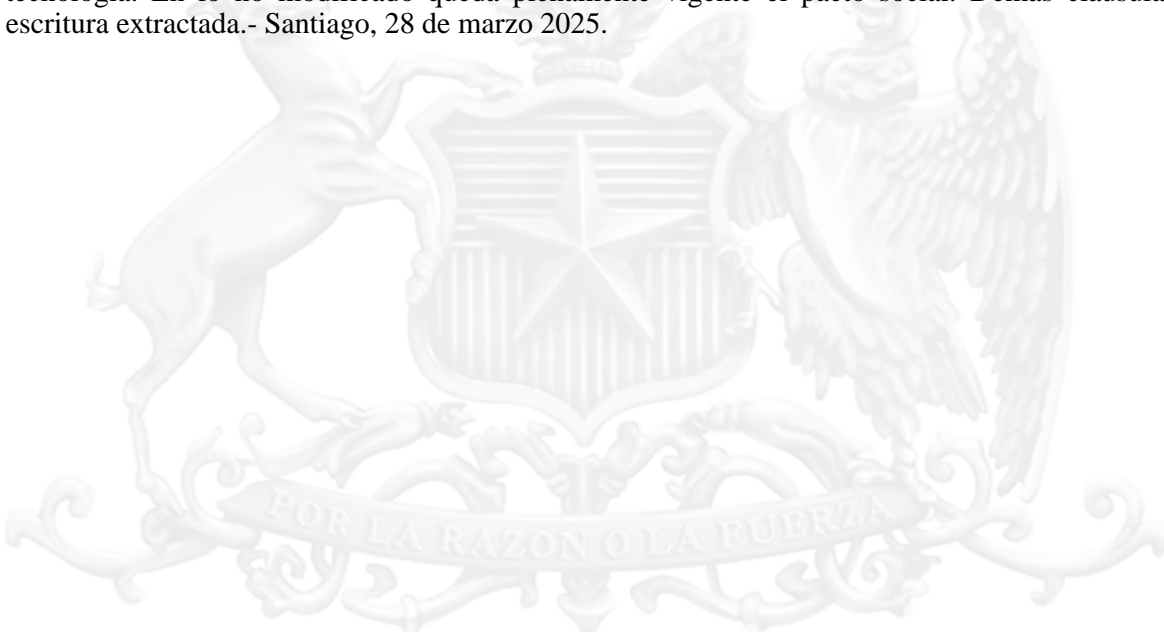 tecnología. En lo no modificado queda plenamente vigente el pacto social. Demás cláusula
escritura extractada.- Santiago, 28 de marzo 2025.
POR LA RAZON O LA FUERZA